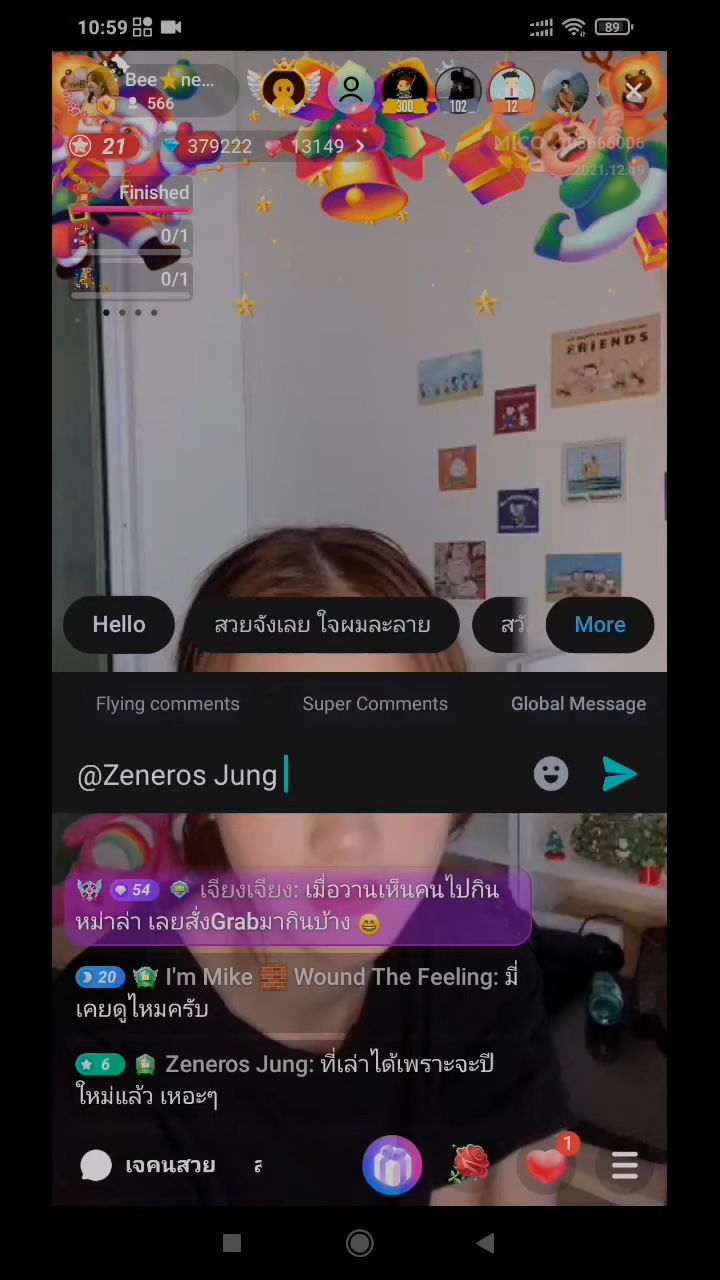 10:59
89
Bee⭐ne...
566
300
102
12
21
379222
13149
MICO
2021.12.19
Finished
0/1
0/1
FRIENDS
Hello
สวยจังเลย ใจผมละลาย
More
Flying comments
Super Comments
Global Message
@Zeneros Jung
54 เจียงเจียง: เมื่อวานเห็นคนไปกิน
หม่าล่า เลยสั่งGrabมากินบ้าง 😄
20 I'm Mike 🧱 Wound The Feeling: มี่
เคยดูไหมครับ
6 Zeneros Jung: ที่เล่าได้เพราะจะปี
ใหม่แล้ว เหอะๆ
เจคนสวย
1